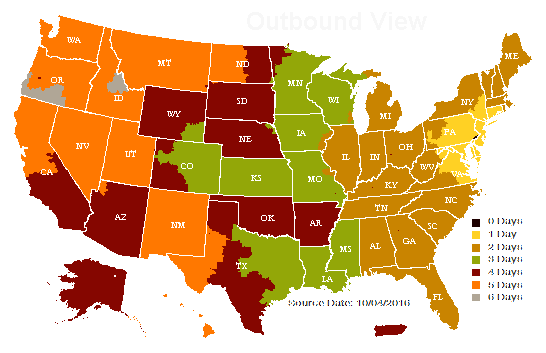 Outbound View
WA
MT
ND
OR
ID
MN
ME
WI
NY
MI
WY
SD
IA
PA
NE
NV
UT
CO
IL
IN
OH
WV
VA
CA
KS
MO
KY
NC
TN
AZ
NM
OK
AR
SC
MS
AL
GA
TX
LA
FL
0 Days
1 Day
2 Days
3 Days
4 Days
5 Days
6 Days
Source Date: 10/04/2016